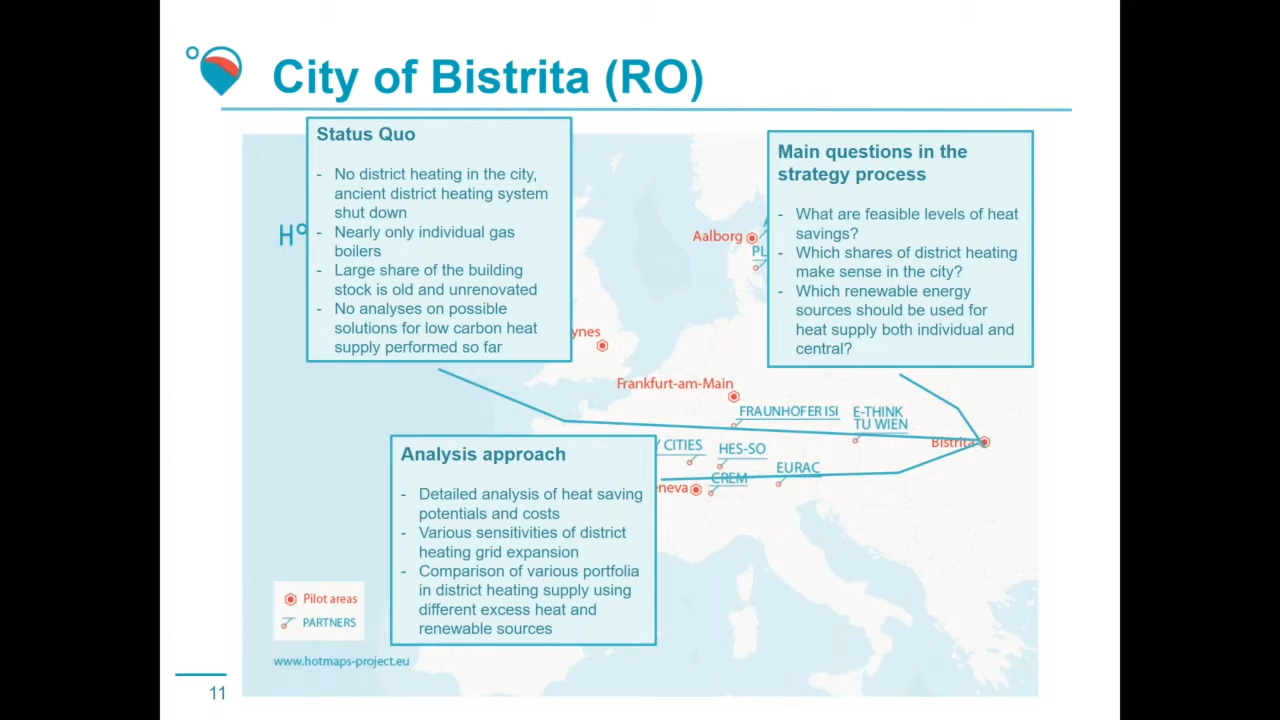 City of Bistrita (RO)
Status Quo
- No district heating in the city,
ancient district heating system
shut down
- Nearly only individual gas
boilers
- Large share of the building
stock is old and unrenovated
- No analyses on possible
solutions for low carbon heat
supply performed so far
Main questions in the
strategy process
- What are feasible levels of heat
savings?
- Which shares of district heating
make sense in the city?
- Which renewable energy
sources should be used for
heat supply both individual and
central?
Analysis approach
- Detailed analysis of heat saving
potentials and costs
- Various sensitivities of district
heating grid expansion
- Comparison of various portfolia
in district heating supply using
different excess heat and
renewable sources
Aalborg
PL
ynes
Frankfurt-am-Main
FRAUNHOFER ISI
E-THINK
TU WIEN
Bistrita
Y CITIES
HES-SO
EURAC
CREM
neva
Pilot areas
PARTNERS
www.hotmaps-project.eu
11